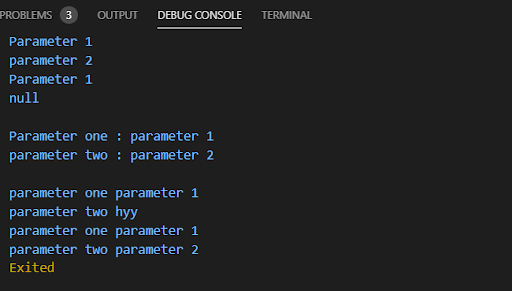 PROBLEMS 3 OUTPUT DEBUG CONSOLE TERMINAL
Parameter 1
parameter 2
Parameter 1
null
Parameter one : parameter 1
parameter two : parameter 2
parameter one parameter 1
parameter two hyy
parameter one parameter 1
parameter two parameter 2
Exited